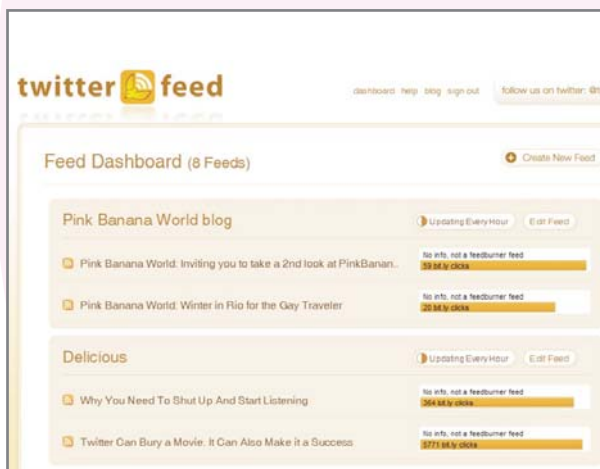 twitter feed
dashboard help blog sign out
follow us on twitter:
Feed Dashboard (8 Feeds)
Create New Feed
Pink Banana World blog
Updating Every Hour
Edit Feed
Pink Banana World: Inviting you to take a 2nd look at PinkBanan..
No info, not a feedburner feed
59 bit.ly clicks
Pink Banana World: Winter in Rio for the Gay Traveler
No info, not a feedburner feed
20 bit.ly clicks
Delicious
Updating Every Hour
Edit Feed
Why You Need To Shut Up And Start Listening
No info, not a feedburner feed
364 bit.ly clicks
Twitter Can Bury a Movie. It Can Also Make it a Success
No info, not a feedburner feed
5771 bit.ly clicks